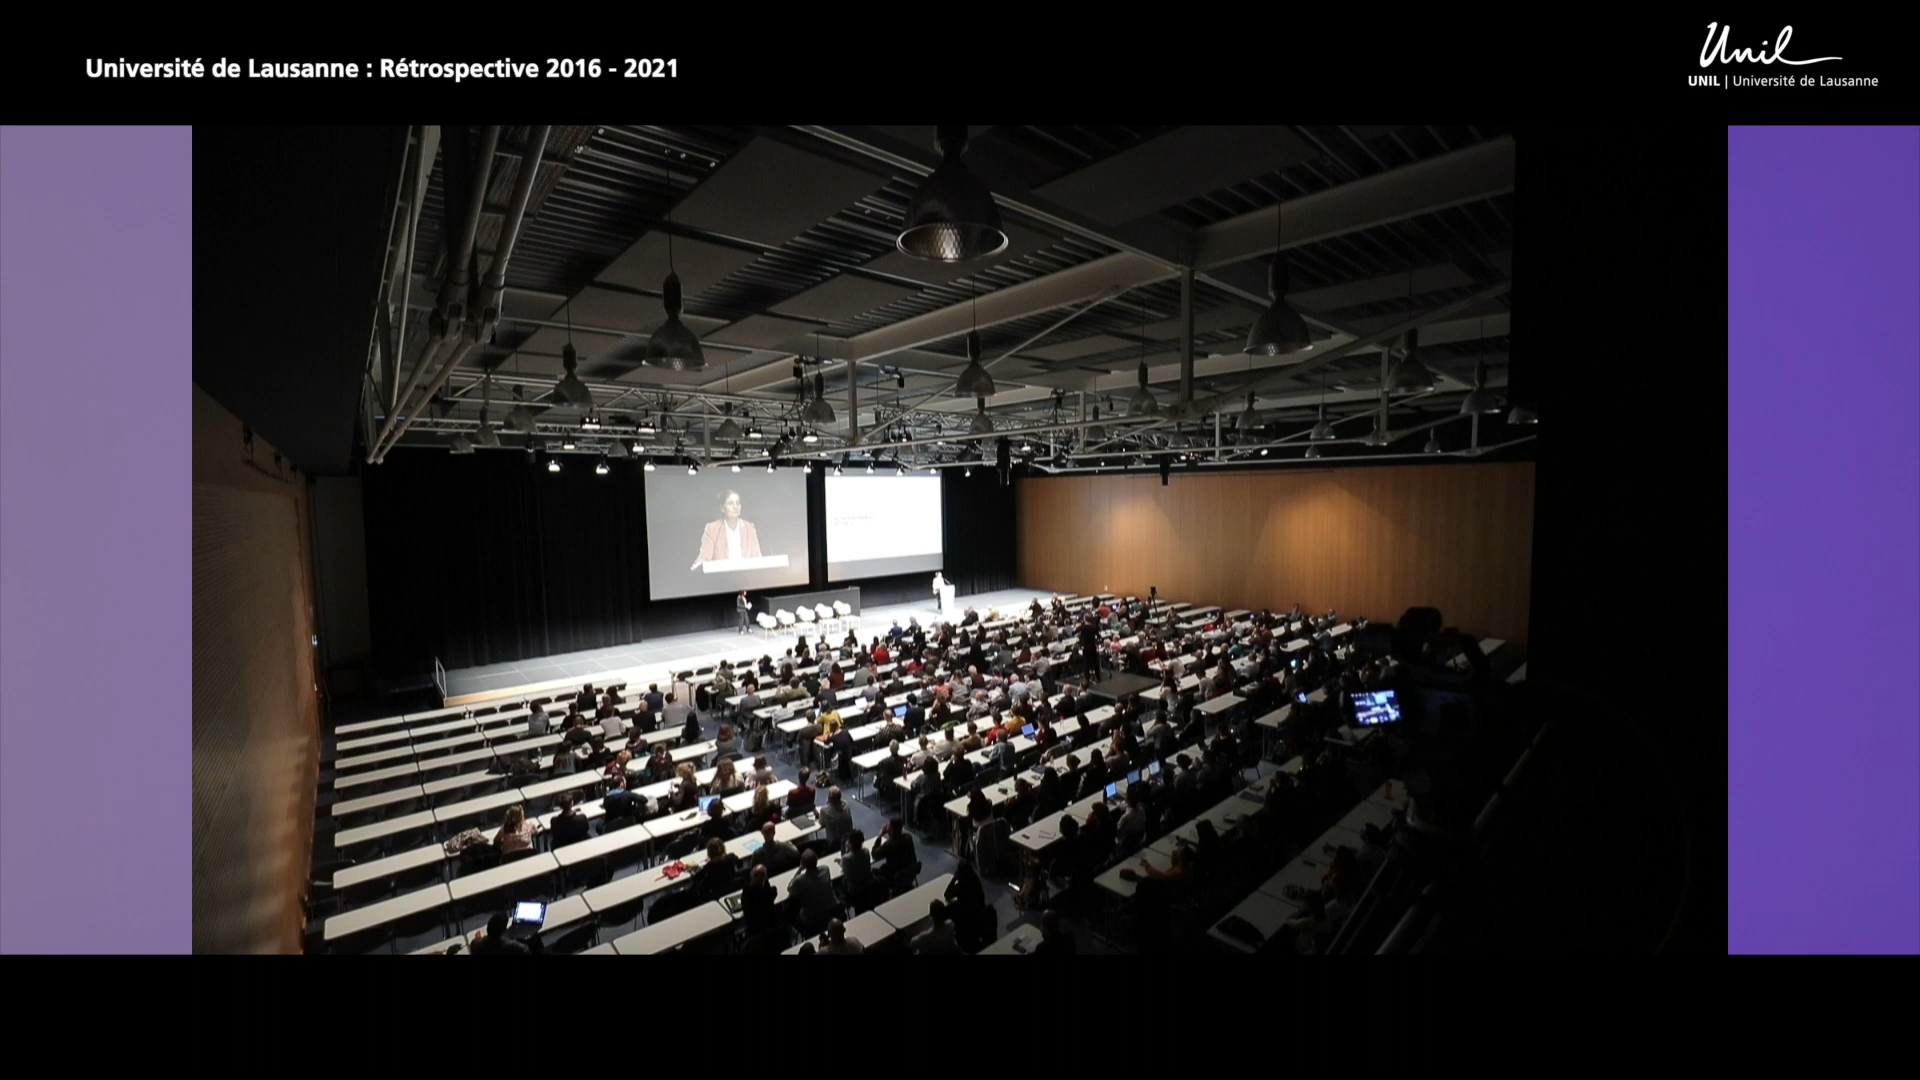 Université de Lausanne : Rétrospective 2016 - 2021
Unil
UNIL | Université de Lausanne